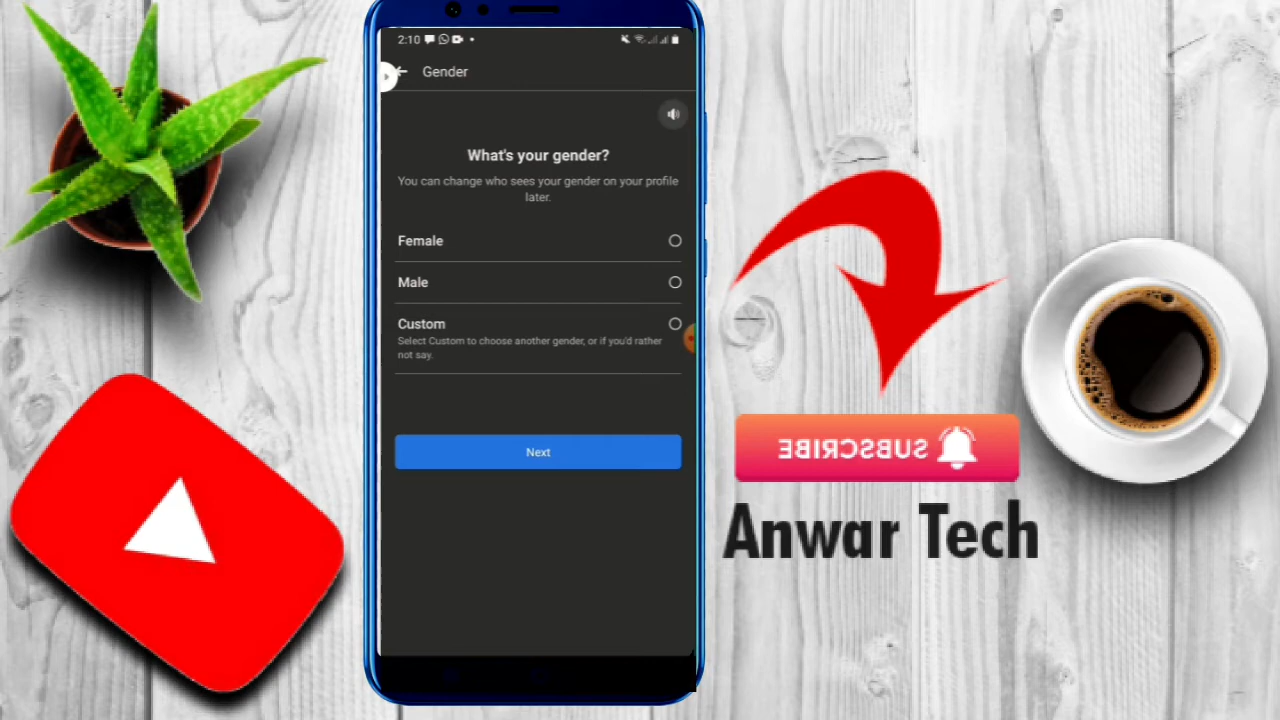 2:10
Gender
What's your gender?
You can change who sees your gender on your profile
later.
Female
Male
Custom
Select Custom to choose another gender, or if you'd rather
not say.
Next
SUBSCRIBE
Anwar Tech